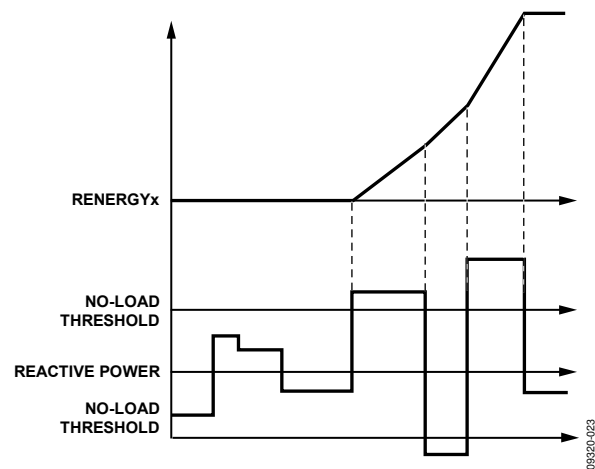 RENERGYx
NO-LOAD
THRESHOLD
REACTIVE POWER
NO-LOAD
THRESHOLD
09320-023